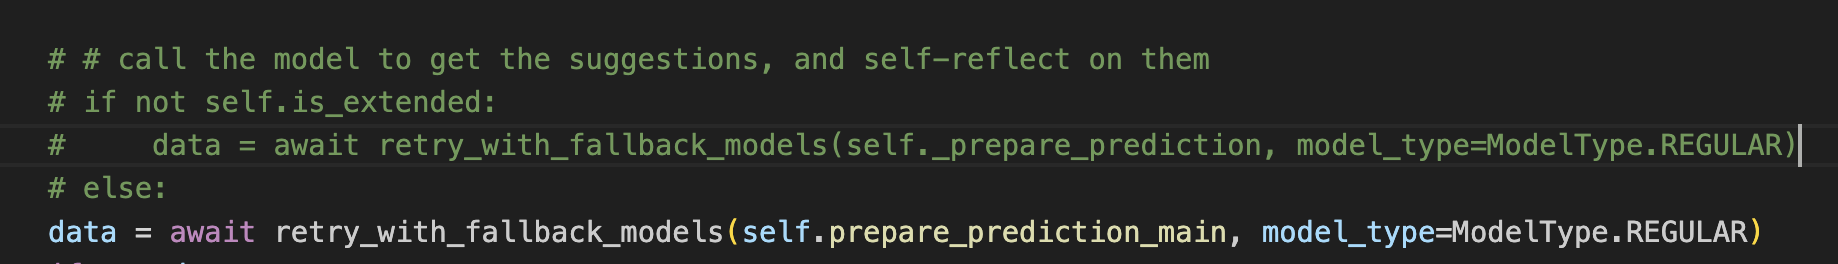 # # call the model to get the suggestions, and self-reflect on them
# if not self.is_extended:
#     data = await retry_with_fallback_models(self._prepare_prediction, model_type=ModelType.REGULAR)
# else:
data = await retry_with_fallback_models(self.prepare_prediction_main, model_type=ModelType.REGULAR)